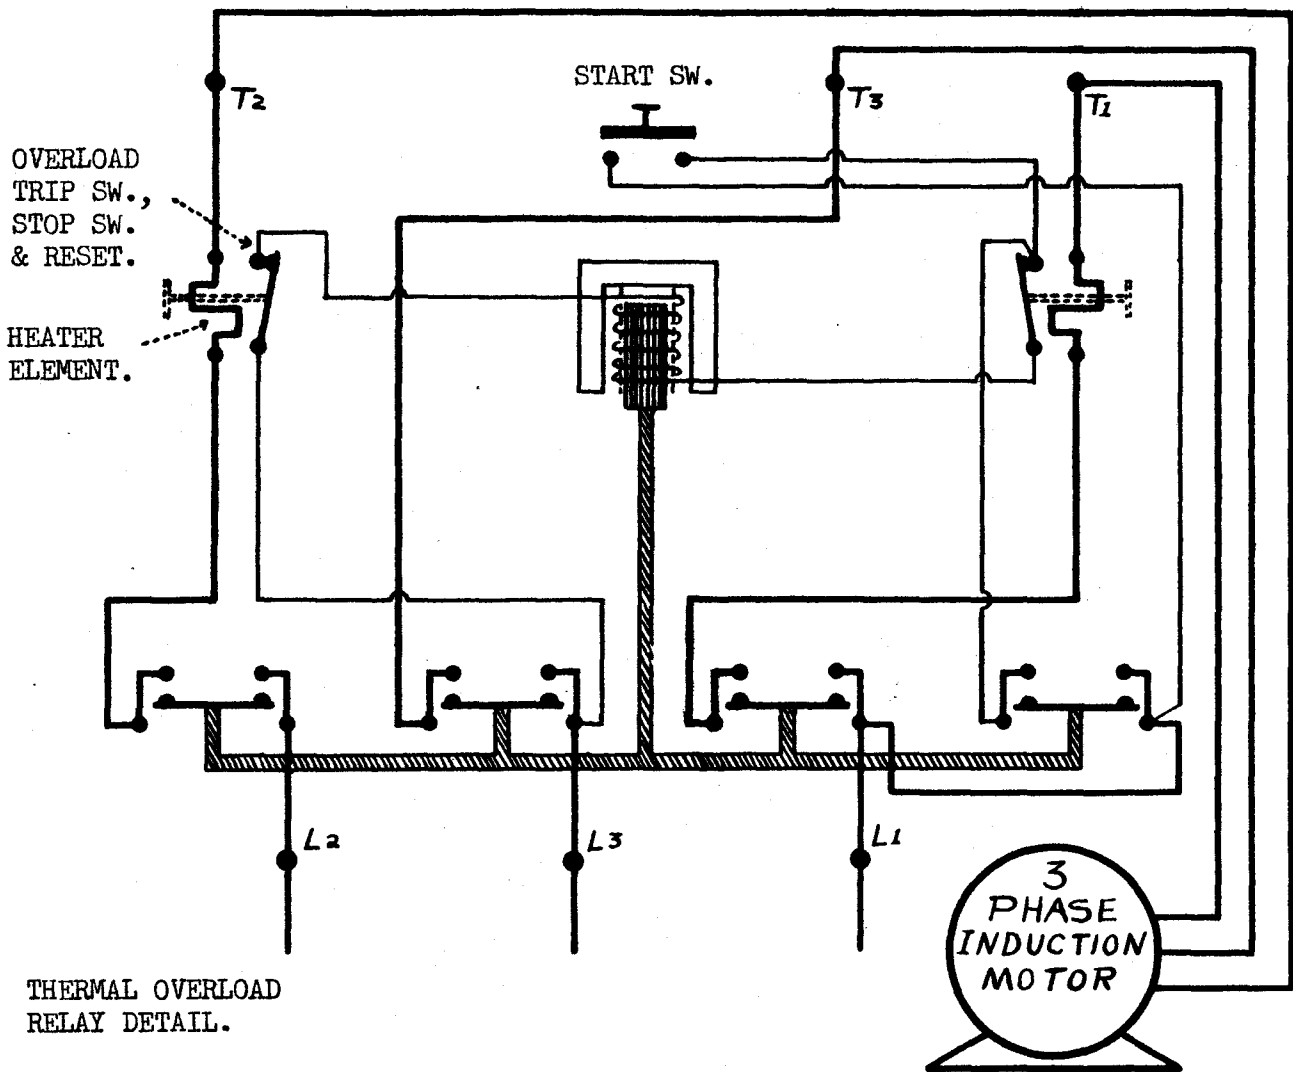 START SW.
T2
T3
T1
OVERLOAD
TRIP SW.,
STOP SW.
& RESET.
HEATER
ELEMENT.
L2
L3
L1
3
PHASE
INDUCTION
MOTOR
THERMAL OVERLOAD
RELAY DETAIL.